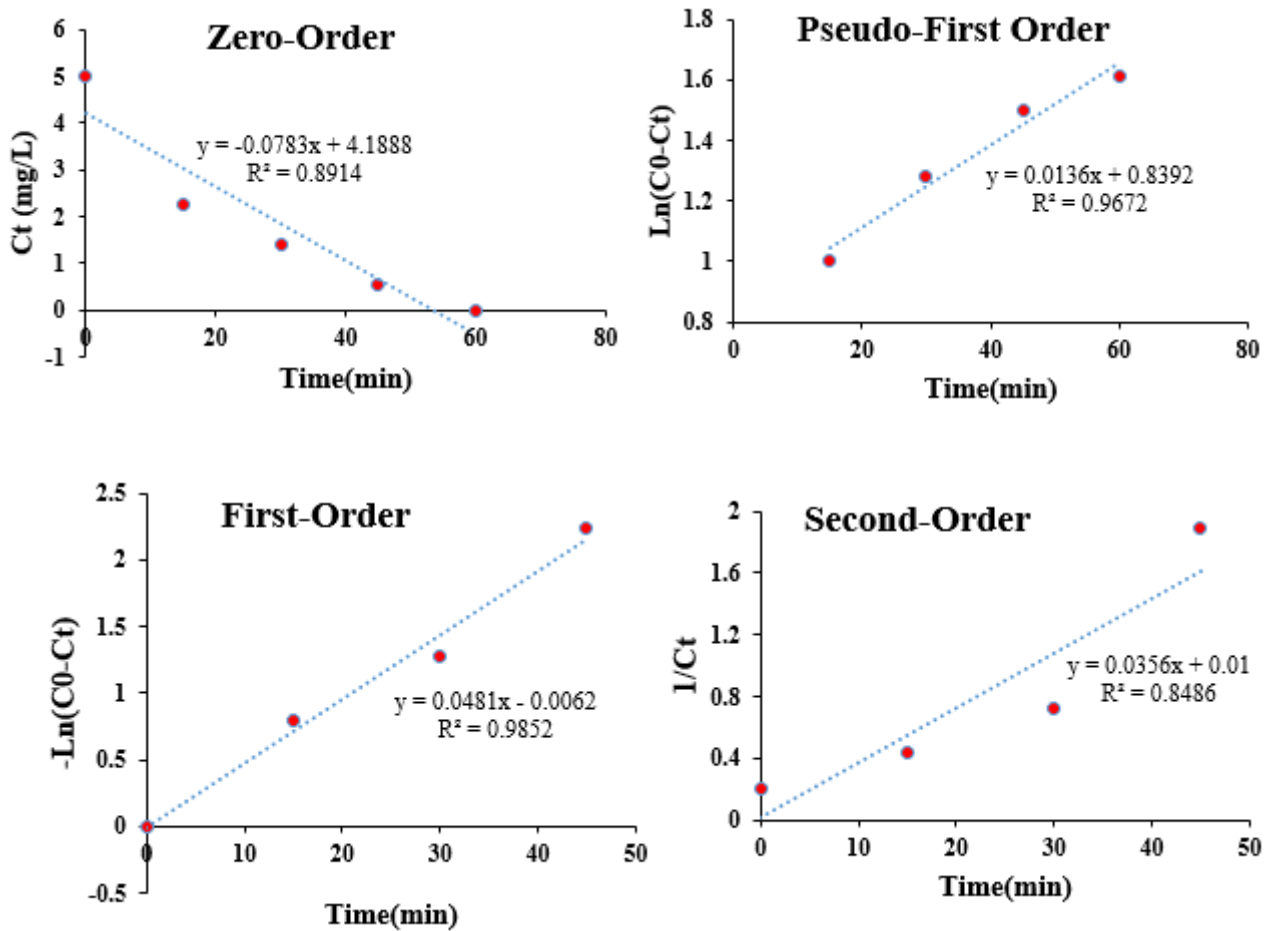 Zero-Order
6
5
4
3
2
1
0
-1
0
20
40
60
80
y = -0.0783x + 4.1888
R² = 0.8914
Ct (mg/L)
Time(min)
Pseudo-First Order
1.8
1.6
1.4
1.2
1
0.8
0
20
40
60
80
y = 0.0136x + 0.8392
R² = 0.9672
Ln(C0-Ct)
Time(min)
First-Order
2.5
2
1.5
1
0.5
0
-0.5
0
10
20
30
40
50
y = 0.0481x - 0.0062
R² = 0.9852
-Ln(C0-Ct)
Time(min)
Second-Order
2
1.6
1.2
0.8
0.4
0
0
10
20
30
40
50
y = 0.0356x + 0.01
R² = 0.8486
1/Ct
Time(min)